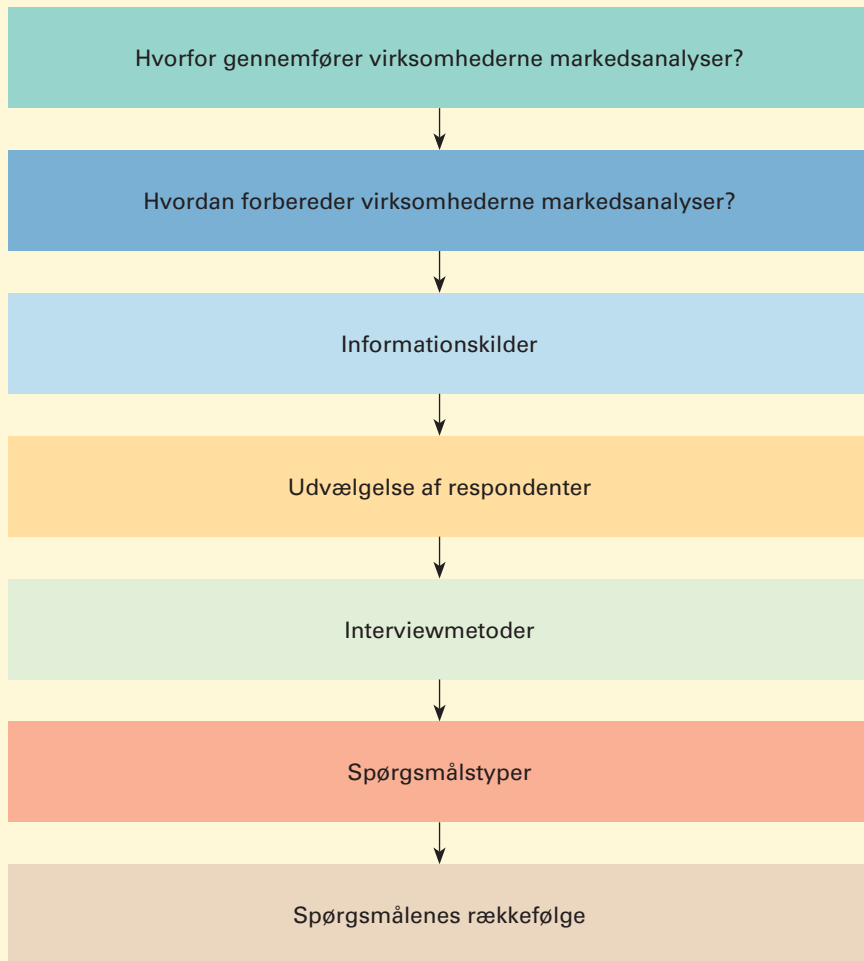 Hvorfor gennemfører virksomhederne markedsanalyser?
Hvordan forbereder virksomhederne markedsanalyser?
Informationskilder
Udvælgelse af respondenter
Interviewmetoder
Spørgsmålstyper
Spørgsmålenes rækkefølge